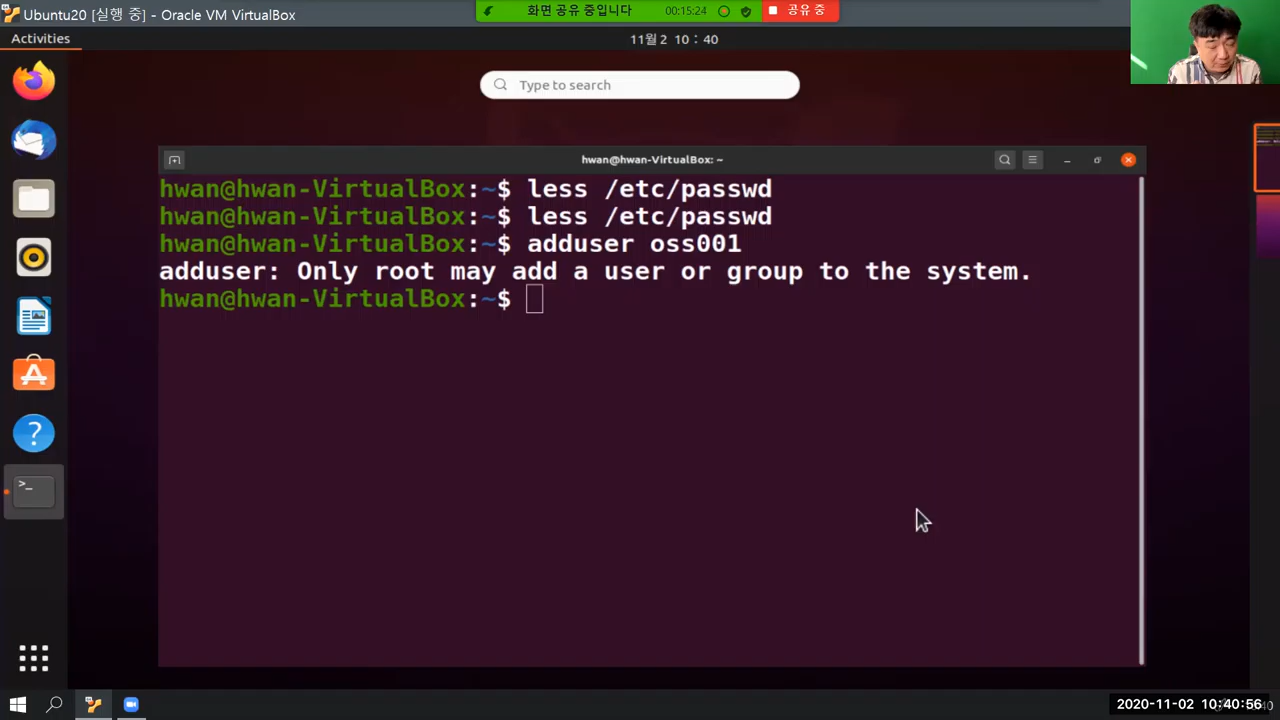 Ubuntu20 [실행 중] - Oracle VM VirtualBox
화면 공유 중입니다
00:15:24
공유 중
Activities
11월 2 10 : 40
Type to search
hwan@hwan-VirtualBox: ~
hwan@hwan-VirtualBox:~$ less /etc/passwd
hwan@hwan-VirtualBox:~$ less /etc/passwd
hwan@hwan-VirtualBox:~$ adduser oss001
adduser: Only root may add a user or group to the system.
hwan@hwan-VirtualBox:~$
2020-11-02 10:40:56